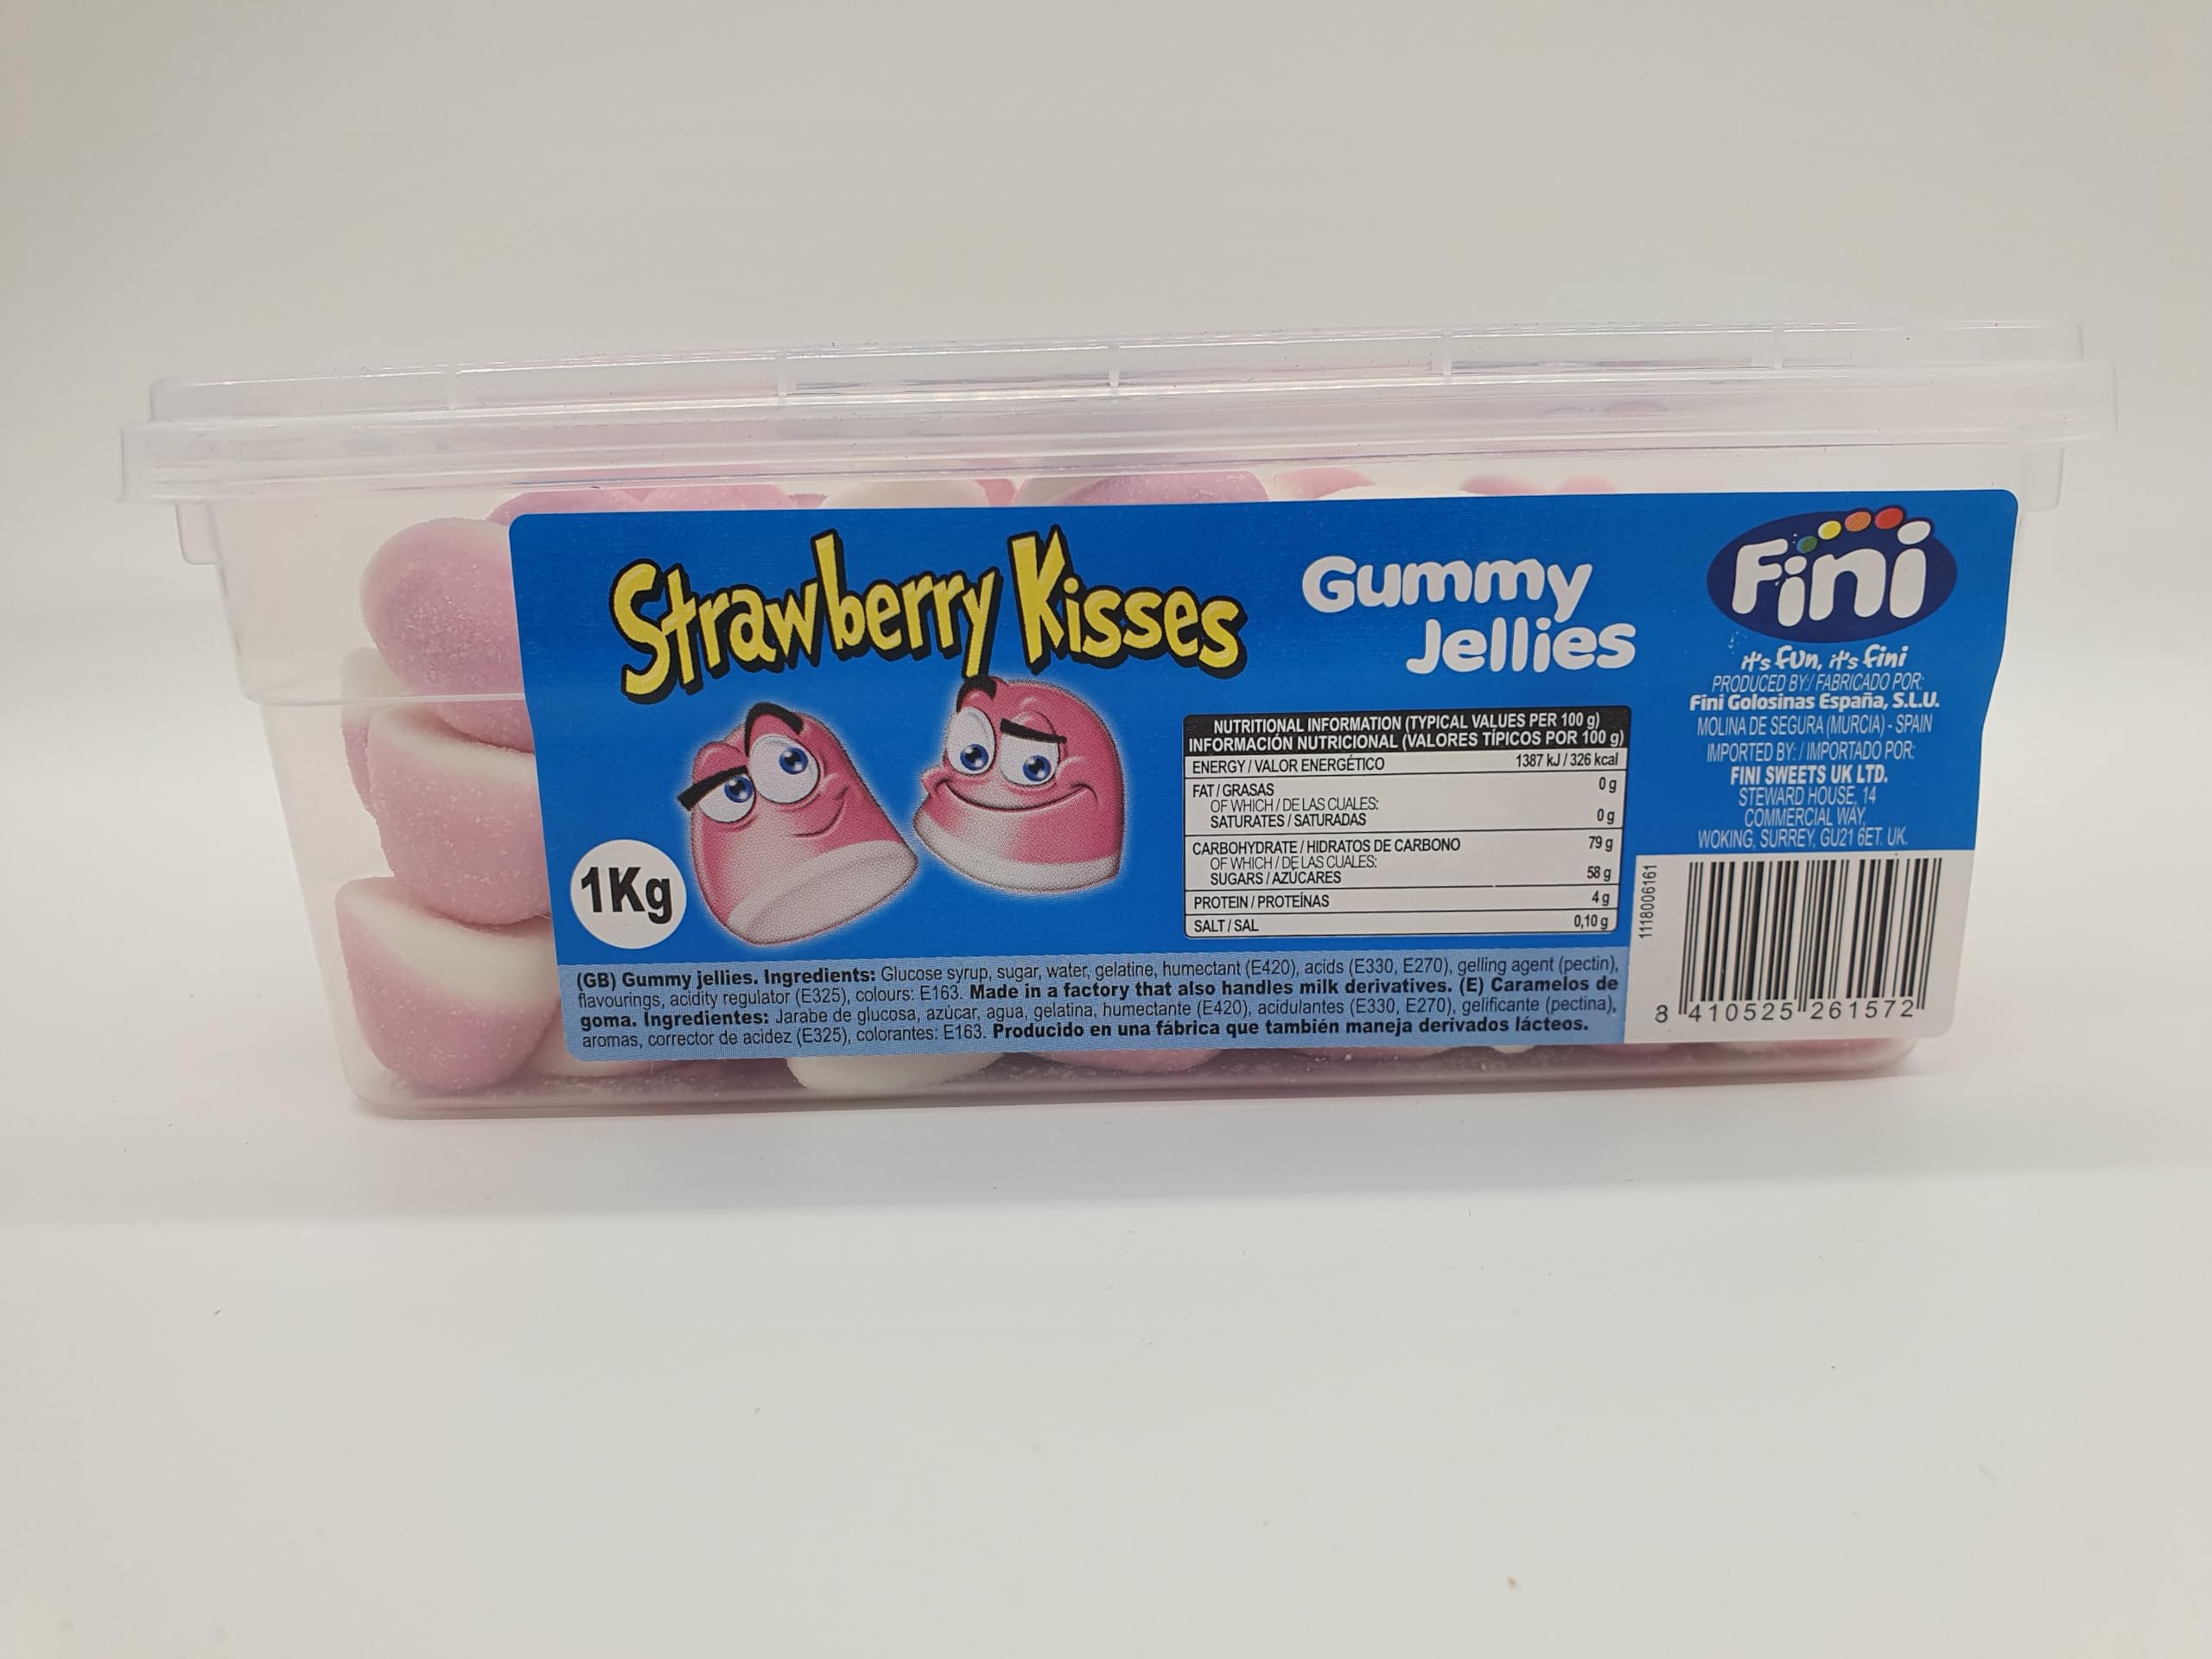 Strawberry Kisses
Gummy
Jellies
Fini
it's fun, it's fini
PRODUCED BY:/ FABRICADO POR:
Fini Golosinas España, S.L.U.
MOLINA DE SEGURA (MURCIA) - SPAIN
IMPORTED BY: / IMPORTADO POR:
FINI SWEETS UK LTD.
STEWARD HOUSE, 14
COMMERCIAL WAY,
WOKING, SURREY, GU21 6ET. UK.
NUTRITIONAL INFORMATION (TYPICAL VALUES PER 100 g)
INFORMACIÓN NUTRICIONAL (VALORES TÍPICOS POR 100 g)
ENERGY / VALOR ENERGÉTICO 1387 kJ / 326 kcal
FAT / GRASAS 0 g
OF WHICH / DE LAS CUALES:
SATURATES / SATURADAS 0 g
CARBOHYDRATE / HIDRATOS DE CARBONO 79 g
OF WHICH / DE LAS CUALES:
SUGARS / AZÚCARES 58 g
PROTEIN / PROTEÍNAS 4 g
SALT / SAL 0,10 g
1Kg
(GB) Gummy jellies. Ingredients: Glucose syrup, sugar, water, gelatine, humectant (E420), acids (E330, E270), gelling agent (pectin),
flavourings, acidity regulator (E325), colours: E163. Made in a factory that also handles milk derivatives. (E) Caramelos de
goma. Ingredientes: Jarabe de glucosa, azúcar, agua, gelatina, humectante (E420), acidulantes (E330, E270), gelificante (pectina),
aromas, corrector de acidez (E325), colorantes: E163. Producido en una fábrica que también maneja derivados lácteos.
1118006161
8 410525 261572